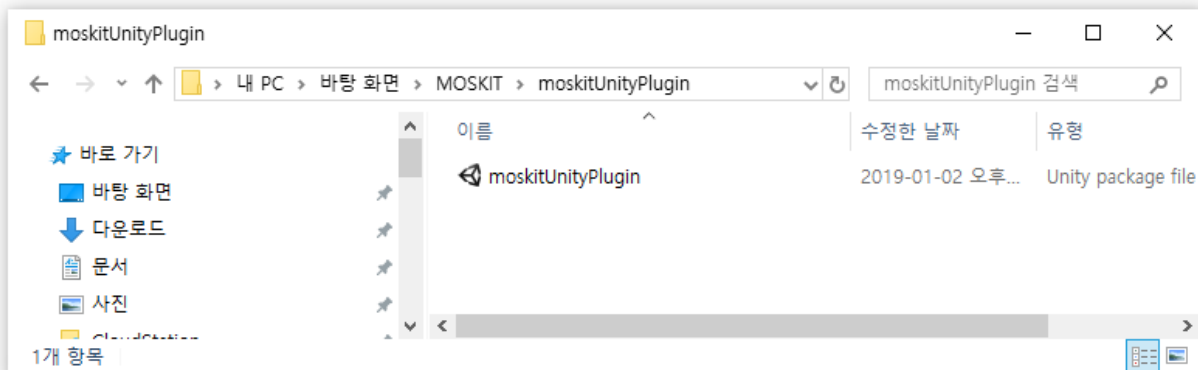 moskitUnityPlugin
내 PC > 바탕 화면 > MOSKIT > moskitUnityPlugin
moskitUnityPlugin 검색
이름 수정한 날짜 유형
바로 가기
바탕 화면
다운로드
문서
사진
moskitUnityPlugin 2019-01-02 오후... Unity package file
CloudStation
1개 항목